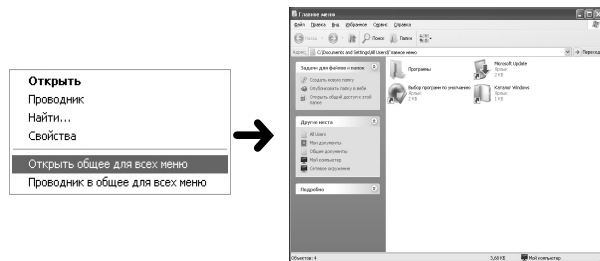 Открыть
Проводник
Найти...
Свойства
Открыть общее для всех меню
Проводник в общее для всех меню
Главное меню
Файл Правка Вид Избранное Сервис Справка
Назад Поиск Папки
Адрес: C:\Documents and Settings\All Users\Главное меню Переход
Задачи для файлов и папок
Создать новую папку
Опубликовать папку в вебе
Открыть общий доступ к этой
папке
Другие места
All Users
Мои документы
Общие документы
Мой компьютер
Сетевое окружение
Подробно
Программы
Microsoft Update
Ярлык
2 КБ
Выбор программ по умолчанию
Ярлык
2 КБ
Каталог Windows
Ярлык
1 КБ
Объектов: 4 3,60 КБ Мой компьютер